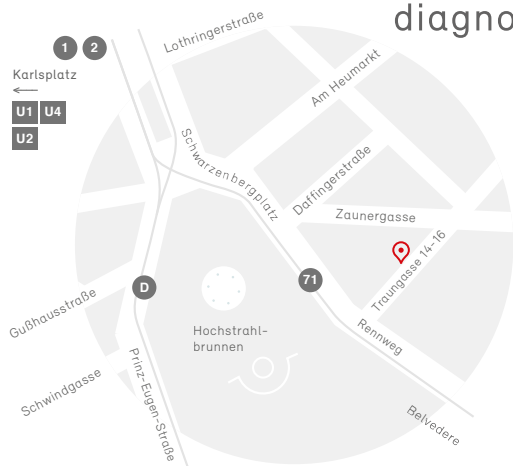 diagno
1 2
Karlsplatz
U1 U4
U2
Lothringerstraße
Am Heumarkt
Schwarzenbergplatz
Daffingerstraße
Zaunergasse
Traungasse 14–16
71
D
Gußhausstraße
Hochstrahl-
brunnen
Rennweg
Schwindgasse
Prinz-Eugen-Straße
Belvedere